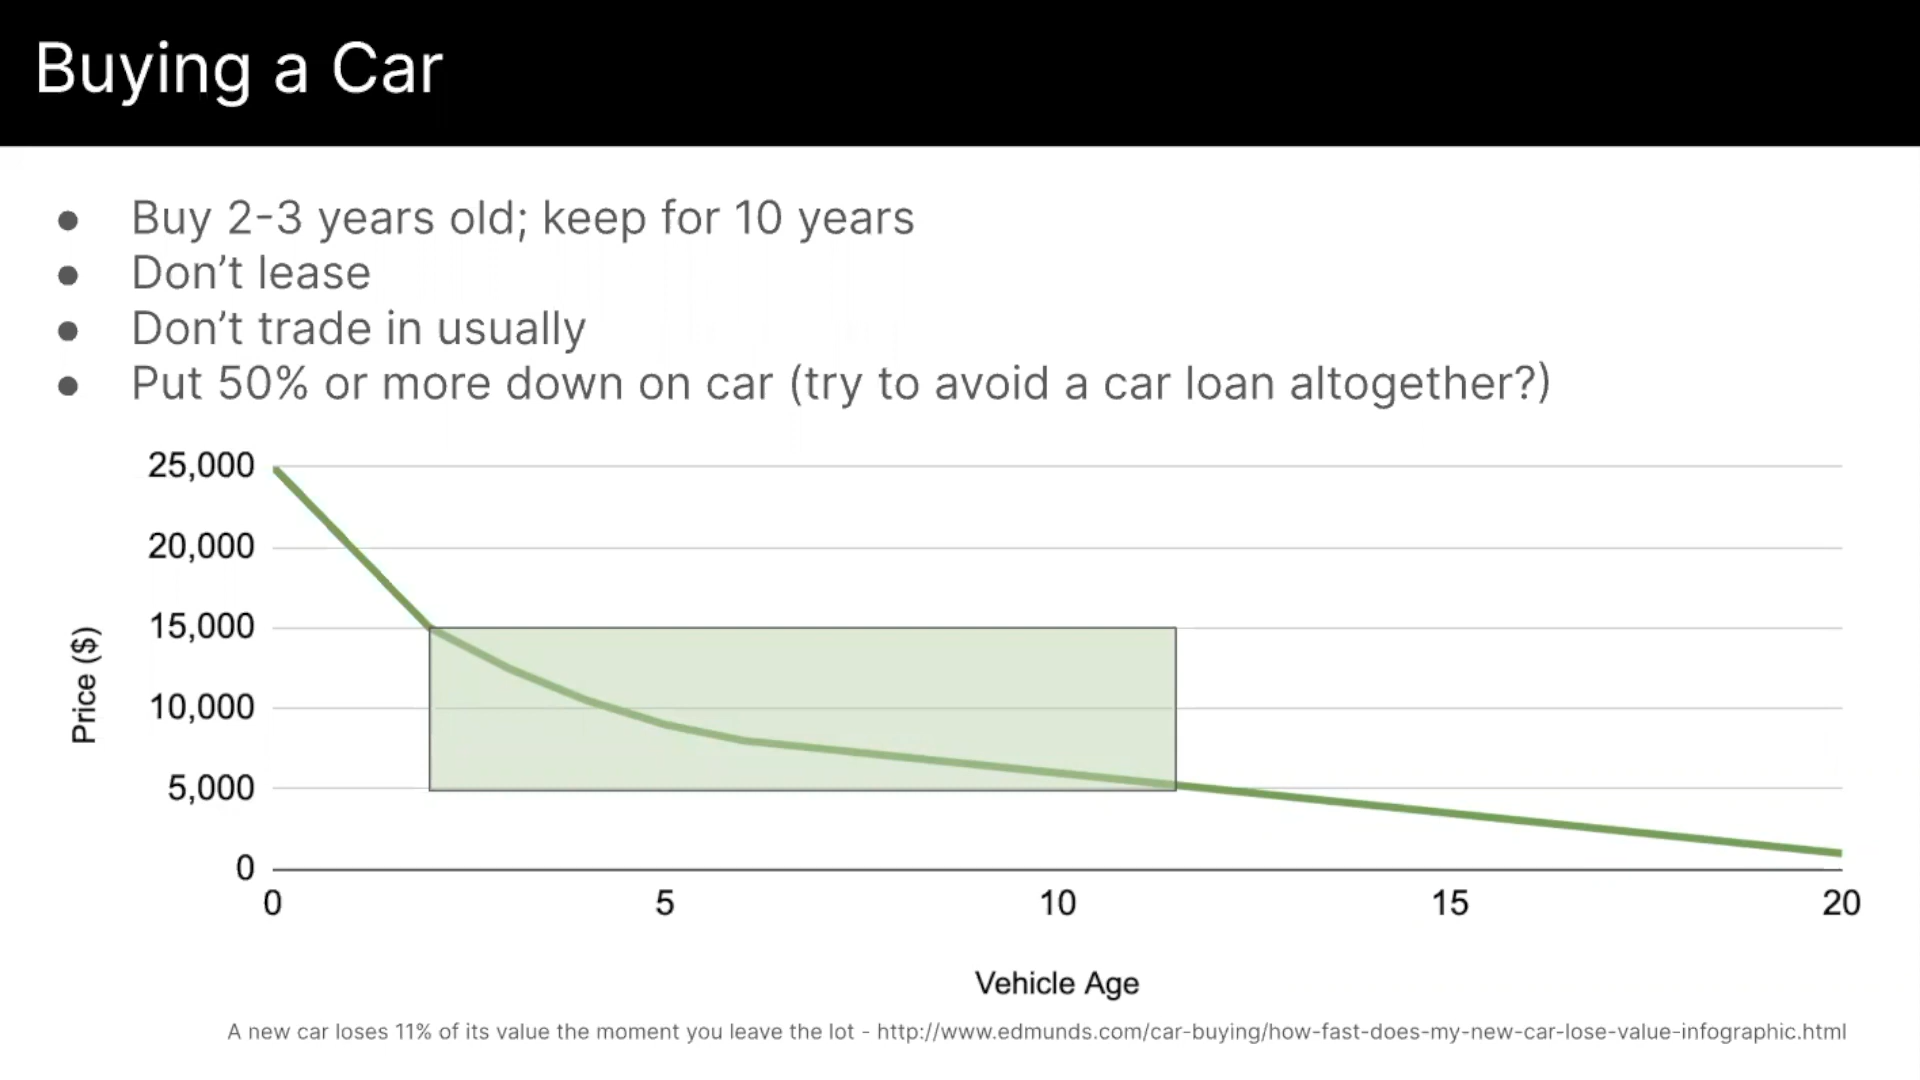 Buying a Car
● Buy 2-3 years old; keep for 10 years
● Don’t lease
● Don’t trade in usually
● Put 50% or more down on car (try to avoid a car loan altogether?)
25,000
20,000
15,000
10,000
5,000
0
Price ($)
0 5 10 15 20
Vehicle Age
A new car loses 11% of its value the moment you leave the lot - http://www.edmunds.com/car-buying/how-fast-does-my-new-car-lose-value-infographic.html